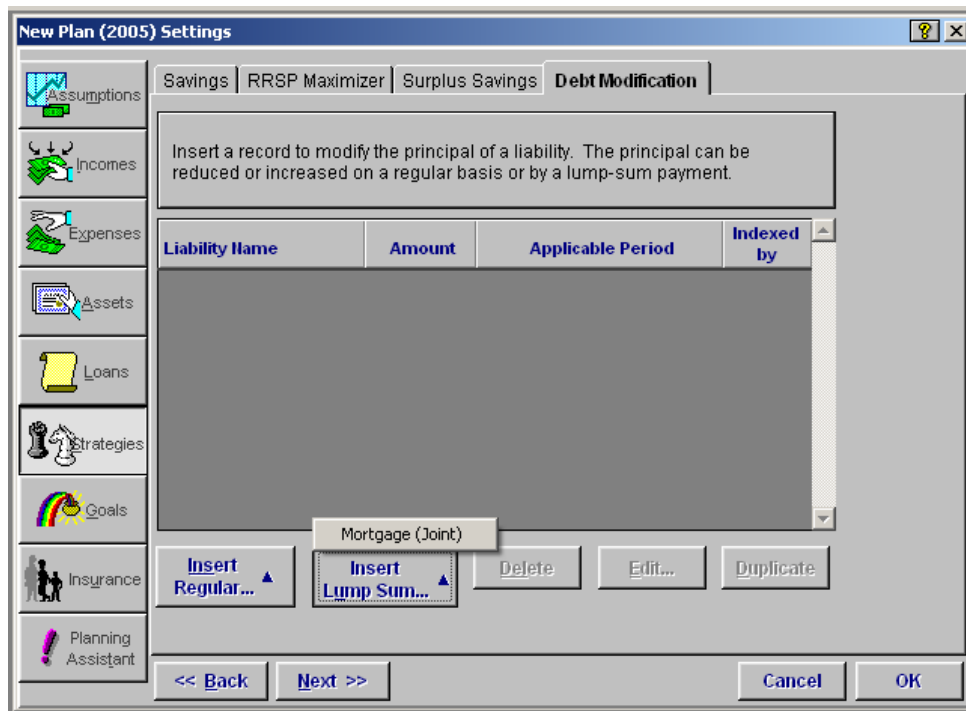 New Plan (2005) Settings
Assumptions
Incomes
Expenses
Assets
Loans
Strategies
Goals
Insurance
Planning
Assistant
Savings
RRSP Maximizer
Surplus Savings
Debt Modification
Insert a record to modify the principal of a liability. The principal can be
reduced or increased on a regular basis or by a lump-sum payment.
Liability Name
Amount
Applicable Period
Indexed
by
Mortgage (Joint)
Insert
Regular...
Insert
Lump Sum...
Delete
Edit...
Duplicate
<< Back
Next >>
Cancel
OK